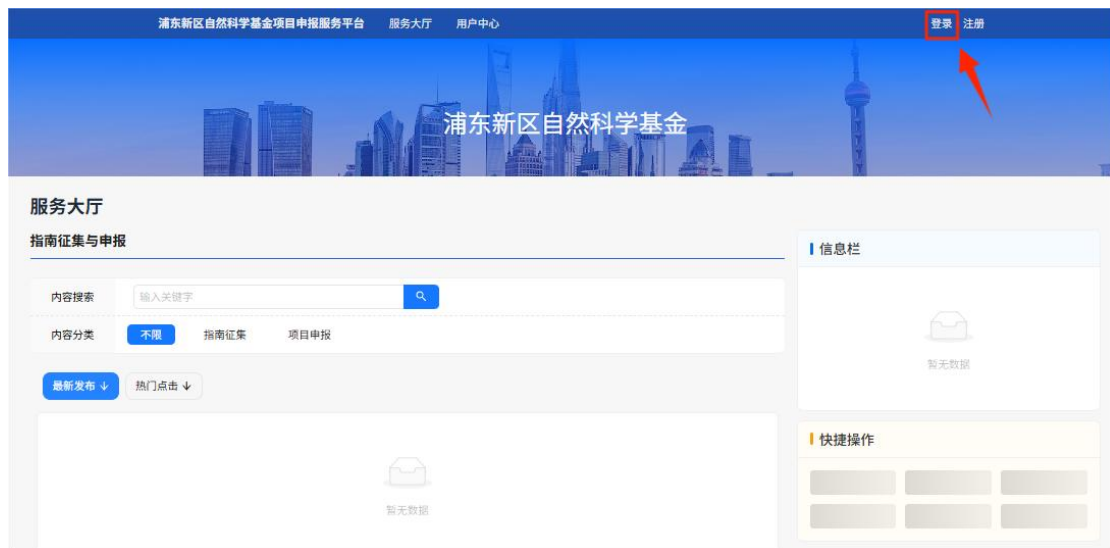 浦东新区自然科学基金项目申报服务平台 服务大厅 用户中心 登录 注册
浦东新区自然科学基金
服务大厅
指南征集与申报
内容搜索 输入关键字
内容分类 不限 指南征集 项目申报
最新发布 ↓ 热门点击 ↓
暂无数据
信息栏
暂无数据
快捷操作